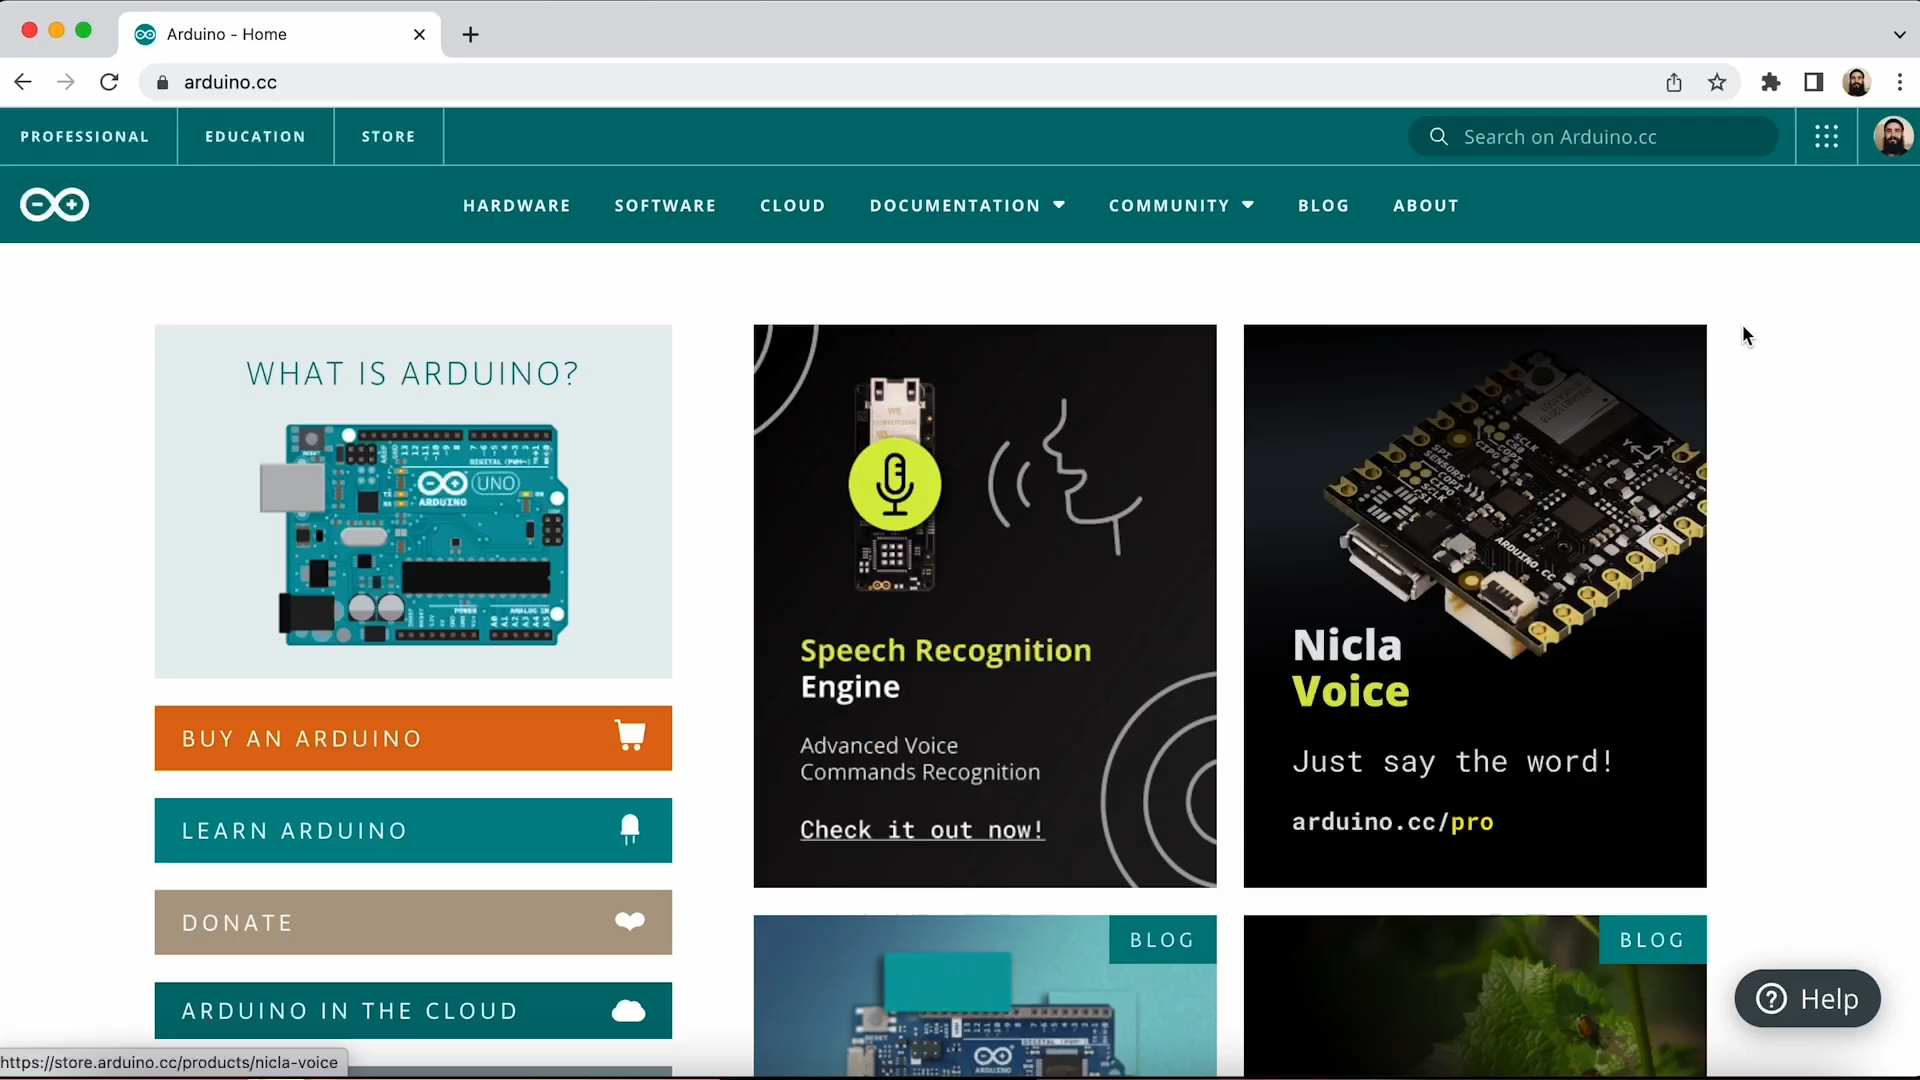 Arduino - Home
arduino.cc
PROFESSIONAL
EDUCATION
STORE
Search on Arduino.cc
HARDWARE
SOFTWARE
CLOUD
DOCUMENTATION
COMMUNITY
BLOG
ABOUT
WHAT IS ARDUINO?
UNO
ARDUINO
BUY AN ARDUINO
LEARN ARDUINO
DONATE
ARDUINO IN THE CLOUD
Speech Recognition
Engine
Advanced Voice
Commands Recognition
Check it out now!
ARDUINO.CC
Nicla
Voice
Just say the word!
arduino.cc/pro
BLOG
BLOG
Help
https://store.arduino.cc/products/nicla-voice